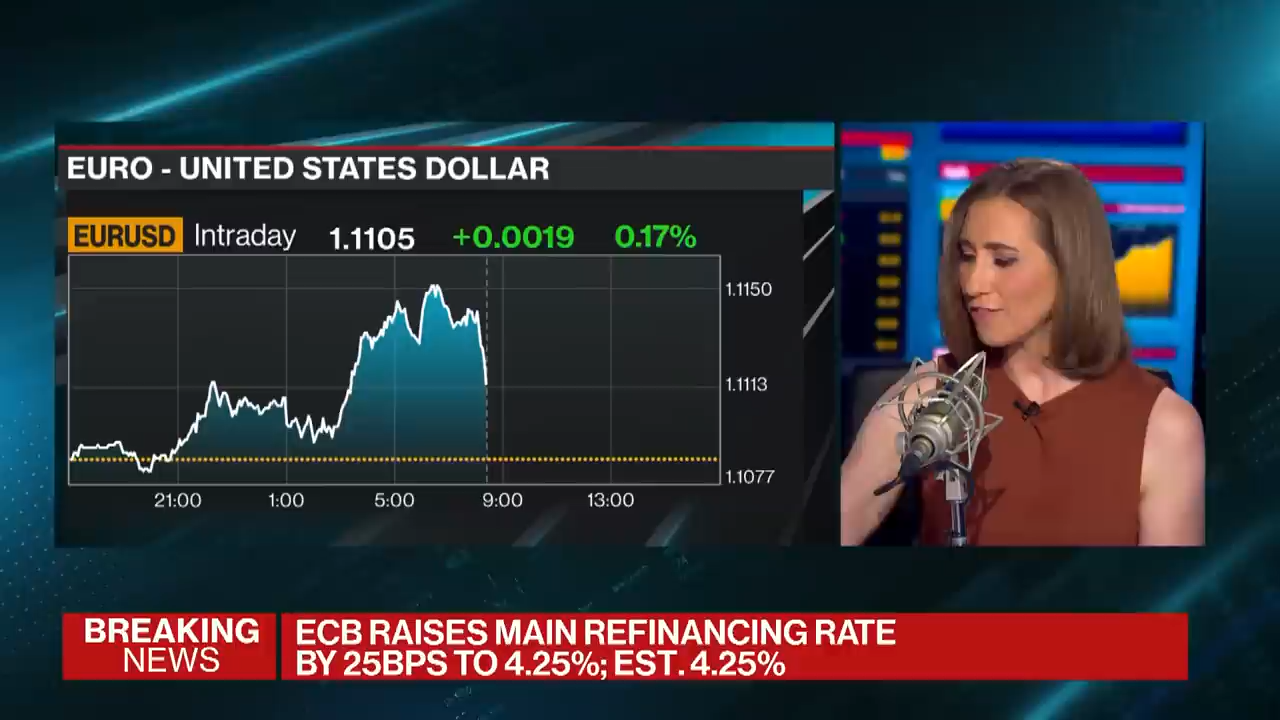 EURO - UNITED STATES DOLLAR
EURUSD Intraday 1.1105 +0.0019 0.17%
1.1150
1.1113
1.1077
21:00 1:00 5:00 9:00 13:00
BREAKING NEWS
ECB RAISES MAIN REFINANCING RATE
BY 25BPS TO 4.25%; EST. 4.25%